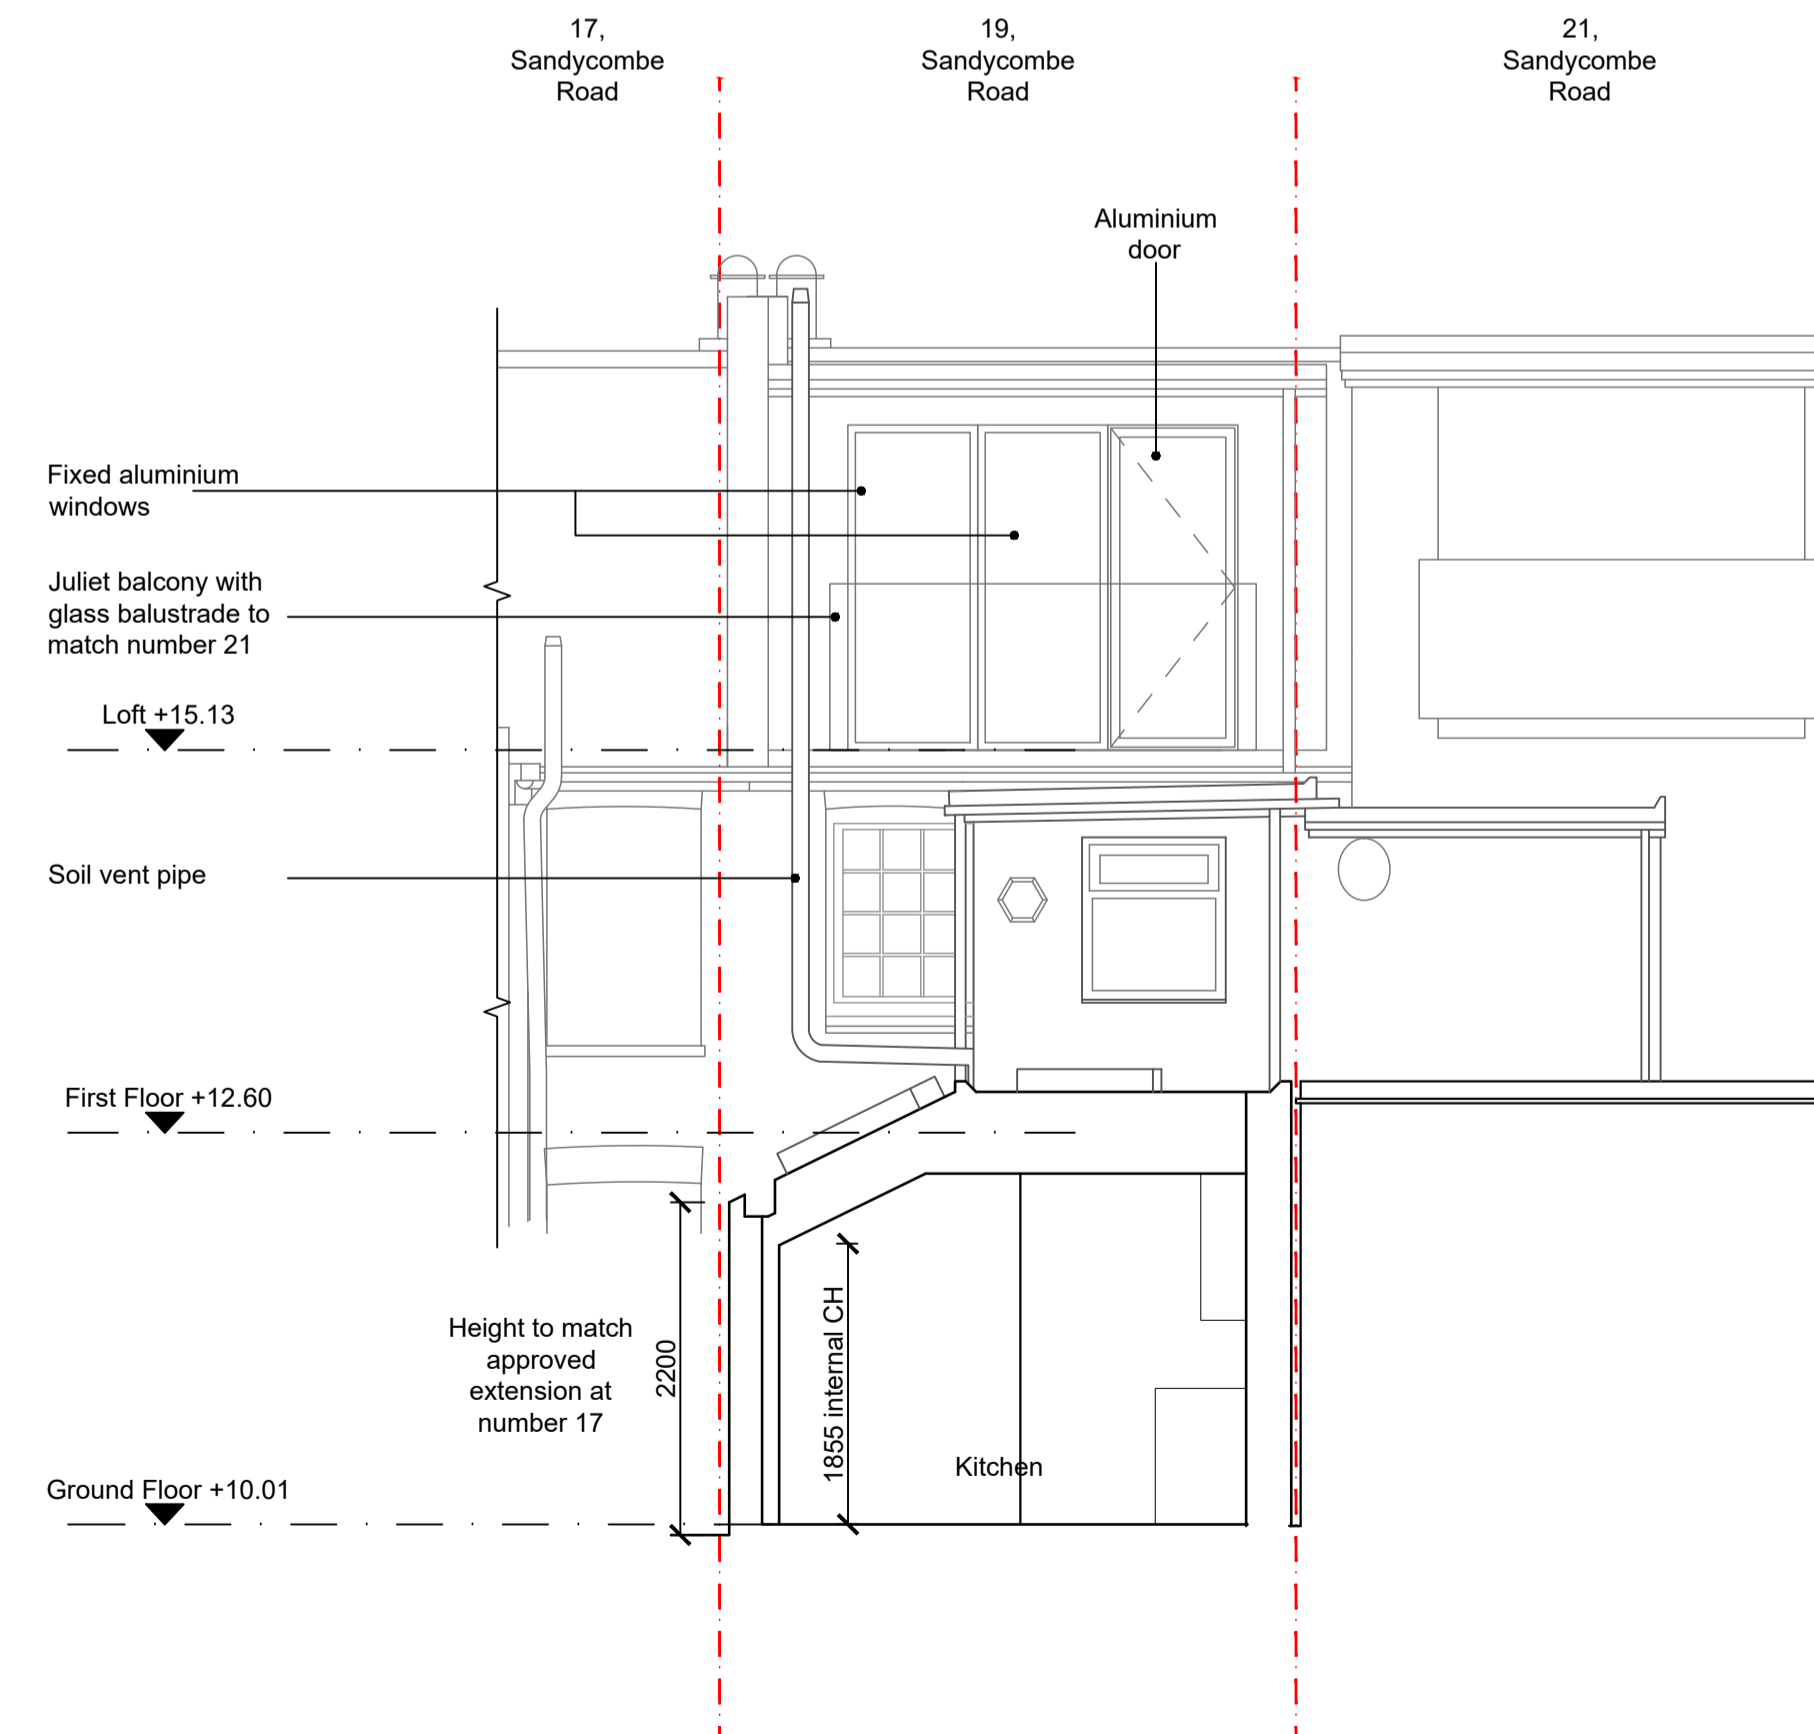 17,
Sandycombe
Road
19,
Sandycombe
Road
21,
Sandycombe
Road
Aluminium
door
Fixed aluminium
windows
Juliet balcony with
glass balustrade to
match number 21
Loft +15.13
Soil vent pipe
First Floor +12.60
Height to match
approved
extension at
number 17
2200
1855 internal CH
Kitchen
Ground Floor +10.01